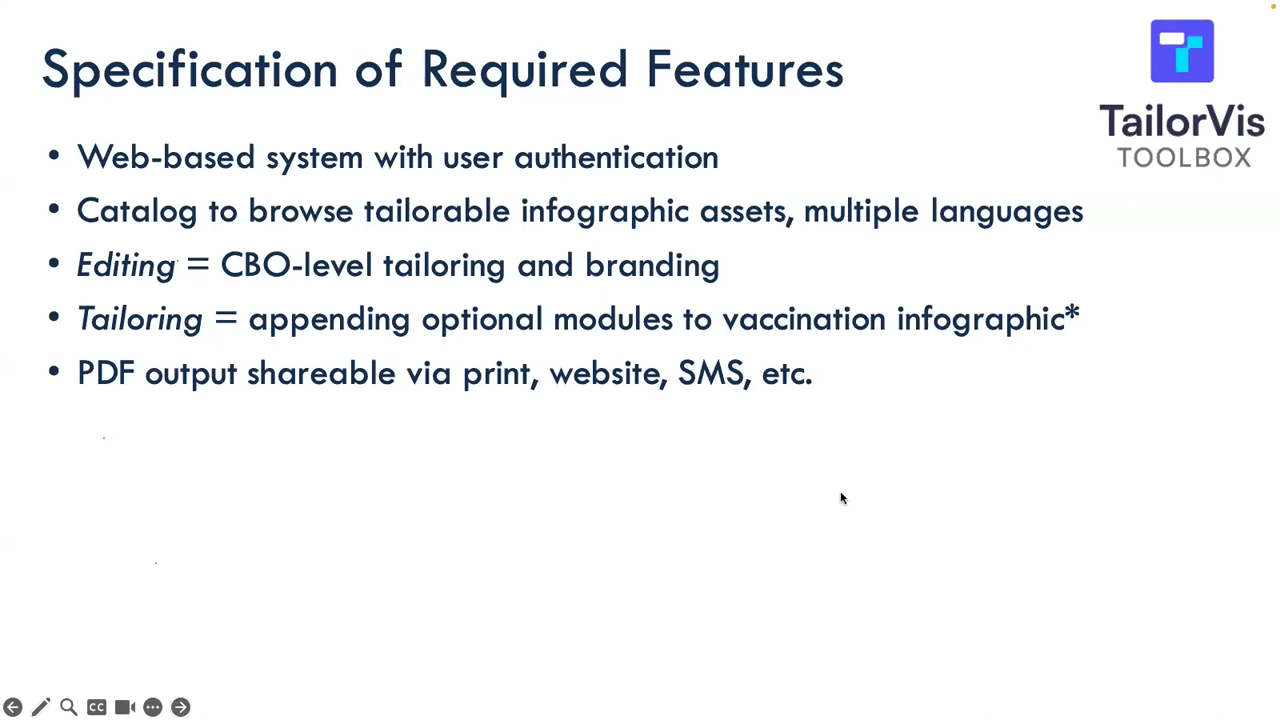 Specification of Required Features
TailorVis
TOOLBOX
• Web-based system with user authentication
• Catalog to browse tailorable infographic assets, multiple languages
• Editing = CBO-level tailoring and branding
• Tailoring = appending optional modules to vaccination infographic*
• PDF output shareable via print, website, SMS, etc.
CC